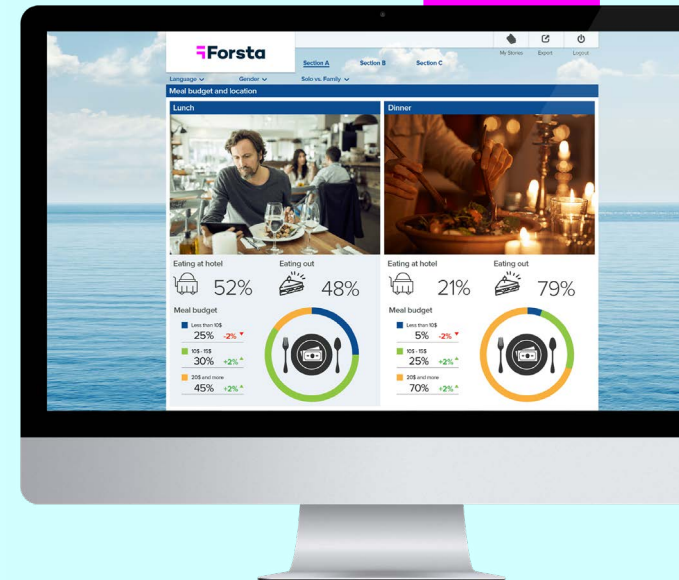 Forsta
My Stories Export Logout
Section A Section B Section C
Language Gender Solo vs. Family
Meal budget and location
Lunch
Dinner
Eating at hotel Eating out
52% 48%
Meal budget
Less than 10$
25% -2%
10$ - 15$
30% +2%
20$ and more
45% +2%
Eating at hotel Eating out
21% 79%
Meal budget
Less than 10$
5% -2%
10$ - 15$
25% +2%
20$ and more
70% +2%